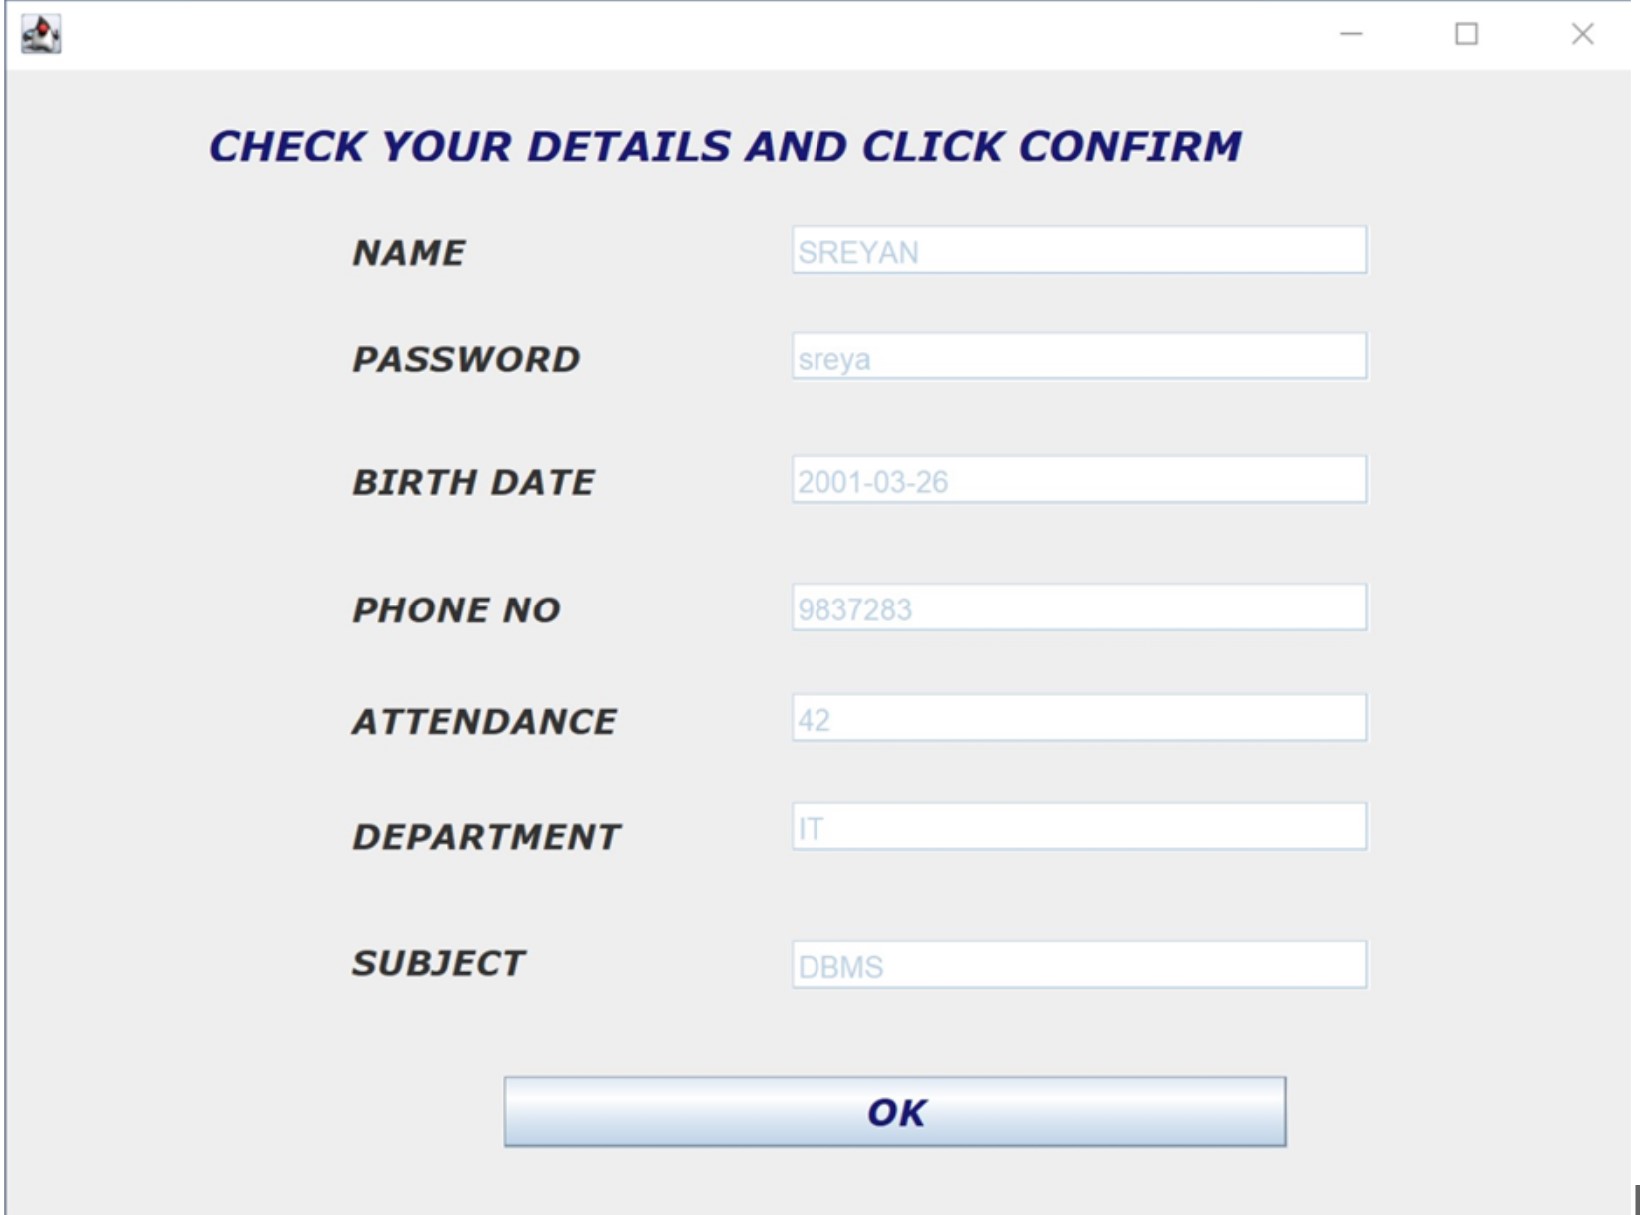 CHECK YOUR DETAILS AND CLICK CONFIRM
NAME SREYAN
PASSWORD sreya
BIRTH DATE 2001-03-26
PHONE NO 9837283
ATTENDANCE 42
DEPARTMENT IT
SUBJECT DBMS
OK